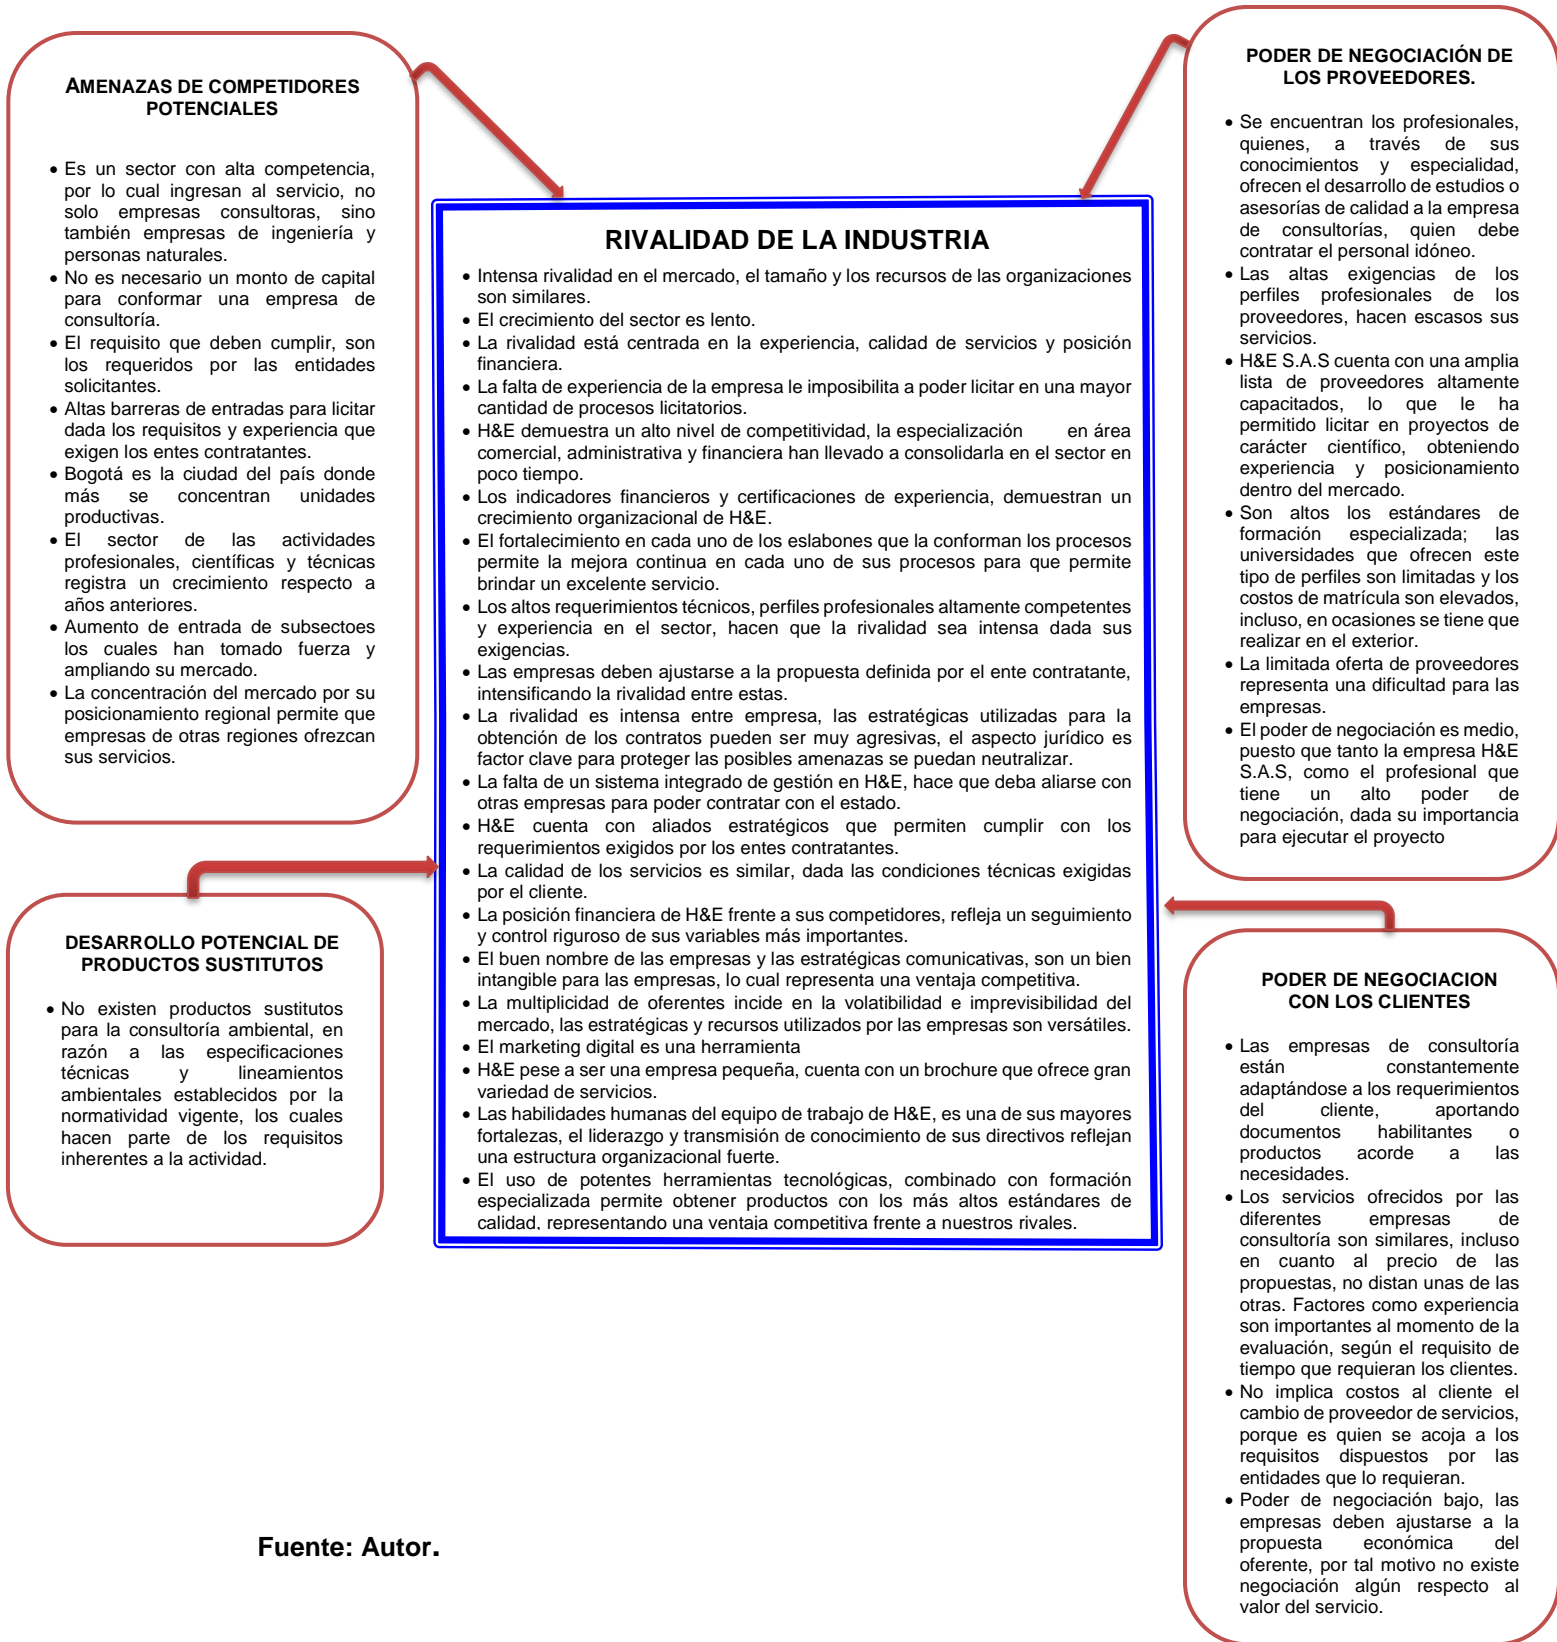 AMENAZAS DE COMPETIDORES
POTENCIALES
• Es un sector con alta competencia,
por lo cual ingresan al servicio, no
solo empresas consultoras, sino
también empresas de ingeniería y
personas naturales.
• No es necesario un monto de capital
para conformar una empresa de
consultoría.
• El requisito que deben cumplir, son
los requeridos por las entidades
solicitantes.
• Altas barreras de entradas para licitar
dada los requisitos y experiencia que
exigen los entes contratantes.
• Bogotá es la ciudad del país donde
más se concentran unidades
productivas.
• El sector de las actividades
profesionales, científicas y técnicas
registra un crecimiento respecto a
años anteriores.
• Aumento de entrada de subsectoes
los cuales han tomado fuerza y
ampliando su mercado.
• La concentración del mercado por su
posicionamiento regional permite que
empresas de otras regiones ofrezcan
sus servicios.
DESARROLLO POTENCIAL DE
PRODUCTOS SUSTITUTOS
• No existen productos sustitutos
para la consultoría ambiental, en
razón a las especificaciones
técnicas y lineamientos
ambientales establecidos por la
normatividad vigente, los cuales
hacen parte de los requisitos
inherentes a la actividad.
RIVALIDAD DE LA INDUSTRIA
• Intensa rivalidad en el mercado, el tamaño y los recursos de las organizaciones
son similares.
• El crecimiento del sector es lento.
• La rivalidad está centrada en la experiencia, calidad de servicios y posición
financiera.
• La falta de experiencia de la empresa le imposibilita a poder licitar en una mayor
cantidad de procesos licitatorios.
• H&E demuestra un alto nivel de competitividad, la especialización en área
comercial, administrativa y financiera han llevado a consolidarla en el sector en
poco tiempo.
• Los indicadores financieros y certificaciones de experiencia, demuestran un
crecimiento organizacional de H&E.
• El fortalecimiento en cada uno de los eslabones que la conforman los procesos
permite la mejora continua en cada uno de sus procesos para que permite
brindar un excelente servicio.
• Los altos requerimientos técnicos, perfiles profesionales altamente competentes
y experiencia en el sector, hacen que la rivalidad sea intensa dada sus
exigencias.
• Las empresas deben ajustarse a la propuesta definida por el ente contratante,
intensificando la rivalidad entre estas.
• La rivalidad es intensa entre empresa, las estratégicas utilizadas para la
obtención de los contratos pueden ser muy agresivas, el aspecto jurídico es
factor clave para proteger las posibles amenazas se puedan neutralizar.
• La falta de un sistema integrado de gestión en H&E, hace que deba aliarse con
otras empresas para poder contratar con el estado.
• H&E cuenta con aliados estratégicos que permiten cumplir con los
requerimientos exigidos por los entes contratantes.
• La calidad de los servicios es similar, dada las condiciones técnicas exigidas
por el cliente.
• La posición financiera de H&E frente a sus competidores, refleja un seguimiento
y control riguroso de sus variables más importantes.
• El buen nombre de las empresas y las estratégicas comunicativas, son un bien
intangible para las empresas, lo cual representa una ventaja competitiva.
• La multiplicidad de oferentes incide en la volatibilidad e imprevisibilidad del
mercado, las estratégicas y recursos utilizados por las empresas son versátiles.
• El marketing digital es una herramienta
• H&E pese a ser una empresa pequeña, cuenta con un brochure que ofrece gran
variedad de servicios.
• Las habilidades humanas del equipo de trabajo de H&E, es una de sus mayores
fortalezas, el liderazgo y transmisión de conocimiento de sus directivos reflejan
una estructura organizacional fuerte.
• El uso de potentes herramientas tecnológicas, combinado con formación
especializada permite obtener productos con los más altos estándares de
calidad, representando una ventaja competitiva frente a nuestros rivales.
PODER DE NEGOCIACIÓN DE
LOS PROVEEDORES.
• Se encuentran los profesionales,
quienes, a través de sus
conocimientos y especialidad,
ofrecen el desarrollo de estudios o
asesorías de calidad a la empresa
de consultorías, quien debe
contratar el personal idóneo.
• Las altas exigencias de los
perfiles profesionales de los
proveedores, hacen escasos sus
servicios.
• H&E S.A.S cuenta con una amplia
lista de proveedores altamente
capacitados, lo que le ha
permitido licitar en proyectos de
carácter científico, obteniendo
experiencia y posicionamiento
dentro del mercado.
• Son altos los estándares de
formación especializada; las
universidades que ofrecen este
tipo de perfiles son limitadas y los
costos de matrícula son elevados,
incluso, en ocasiones se tiene que
realizar en el exterior.
• La limitada oferta de proveedores
representa una dificultad para las
empresas.
• El poder de negociación es medio,
puesto que tanto la empresa H&E
S.A.S, como el profesional que
tiene un alto poder de
negociación, dada su importancia
para ejecutar el proyecto
PODER DE NEGOCIACION
CON LOS CLIENTES
• Las empresas de consultoría
están constantemente
adaptándose a los requerimientos
del cliente, aportando
documentos habilitantes o
productos acorde a las
necesidades.
• Los servicios ofrecidos por las
diferentes empresas de
consultoría son similares, incluso
en cuanto al precio de las
propuestas, no distan unas de las
otras. Factores como experiencia
son importantes al momento de la
evaluación, según el requisito de
tiempo que requieran los clientes.
• No implica costos al cliente el
cambio de proveedor de servicios,
porque es quien se acoja a los
requisitos dispuestos por las
entidades que lo requieran.
• Poder de negociación bajo, las
empresas deben ajustarse a la
propuesta económica del
oferente, por tal motivo no existe
negociación algún respecto al
valor del servicio.
Fuente: Autor.